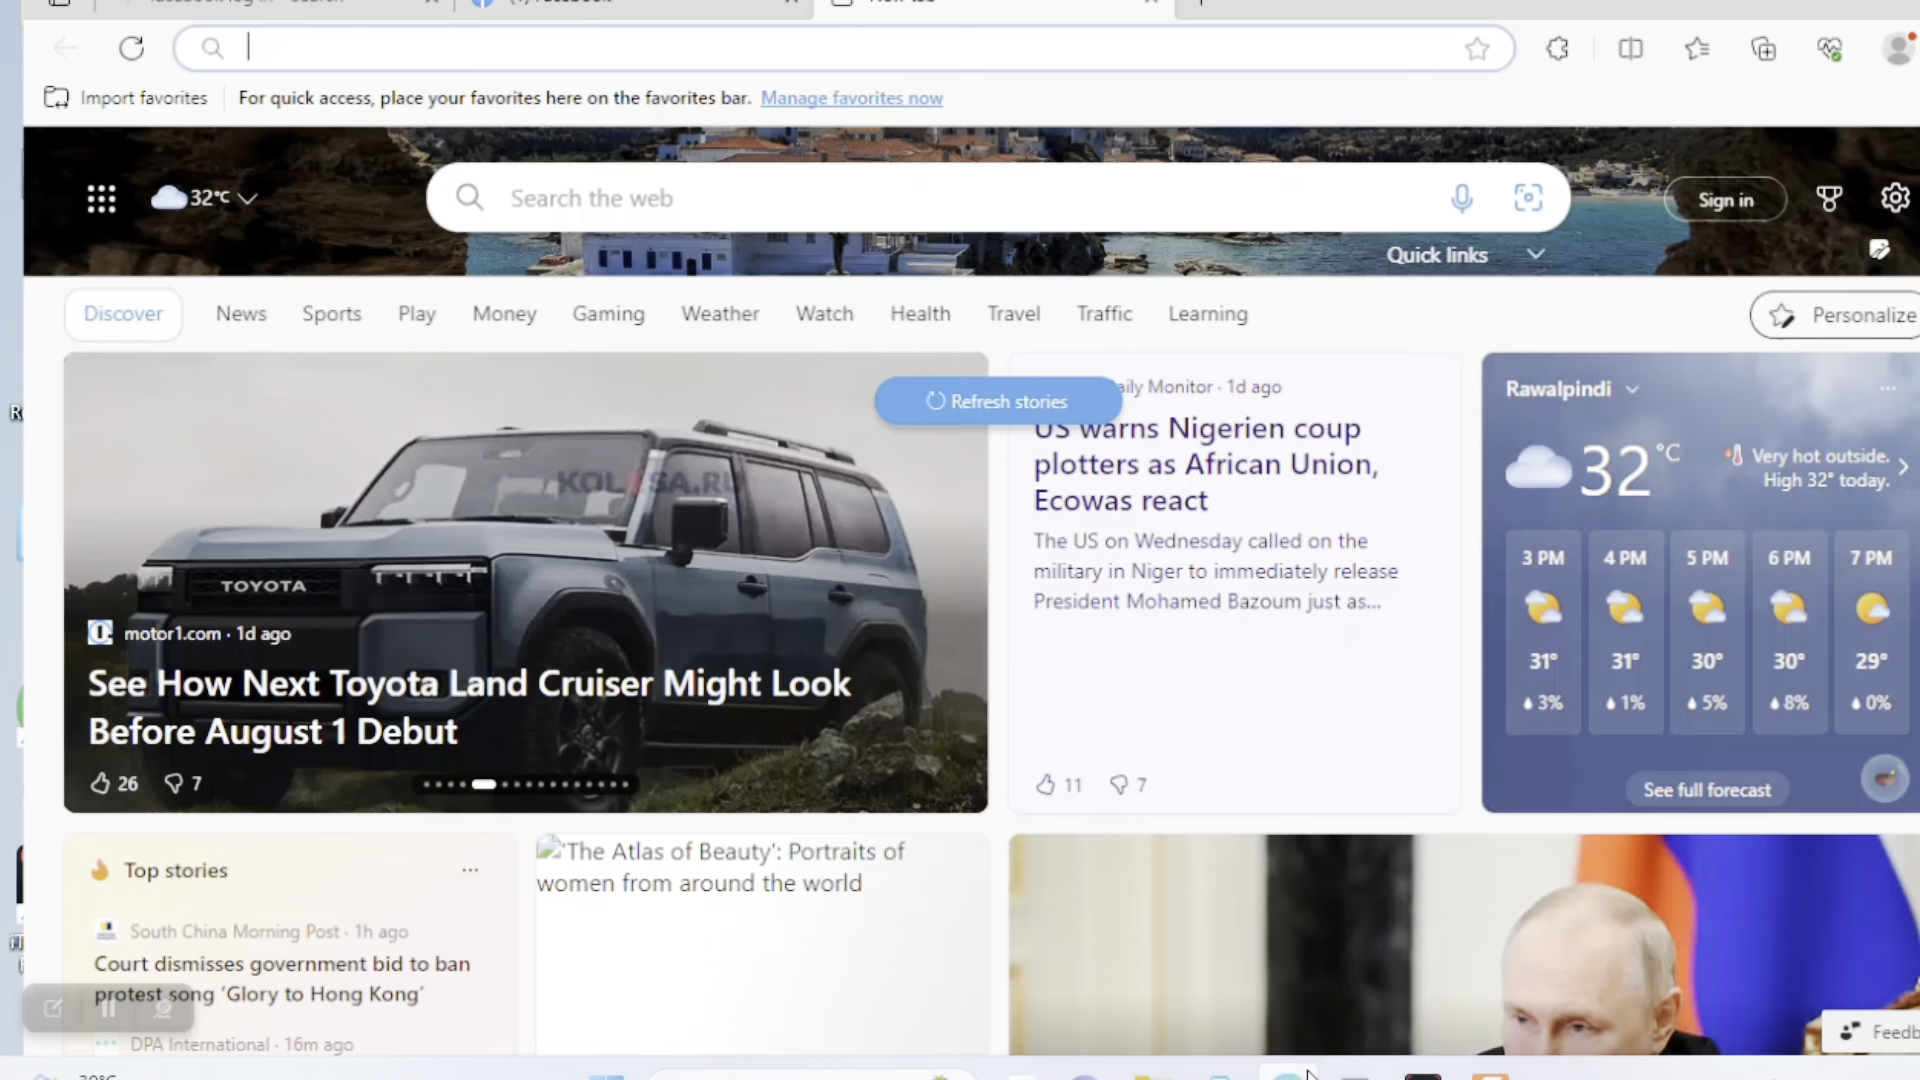 Import favorites
For quick access, place your favorites here on the favorites bar. Manage favorites now
32°C
Search the web
Sign in
Quick links
Discover
News
Sports
Play
Money
Gaming
Weather
Watch
Health
Travel
Traffic
Learning
Personalize
Refresh stories
KOLESA.RU
TOYOTA
motor1.com · 1d ago
See How Next Toyota Land Cruiser Might Look
Before August 1 Debut
26
7
aily Monitor · 1d ago
US warns Nigerien coup
plotters as African Union,
Ecowas react
The US on Wednesday called on the
military in Niger to immediately release
President Mohamed Bazoum just as...
11
7
Rawalpindi
32 °C
Very hot outside.
High 32° today.
3 PM 4 PM 5 PM 6 PM 7 PM
31° 31° 30° 30° 29°
3% 1% 5% 8% 0%
See full forecast
Top stories
South China Morning Post · 1h ago
Court dismisses government bid to ban
protest song ‘Glory to Hong Kong’
DPA International · 16m ago
'The Atlas of Beauty': Portraits of
women from around the world
Feedb